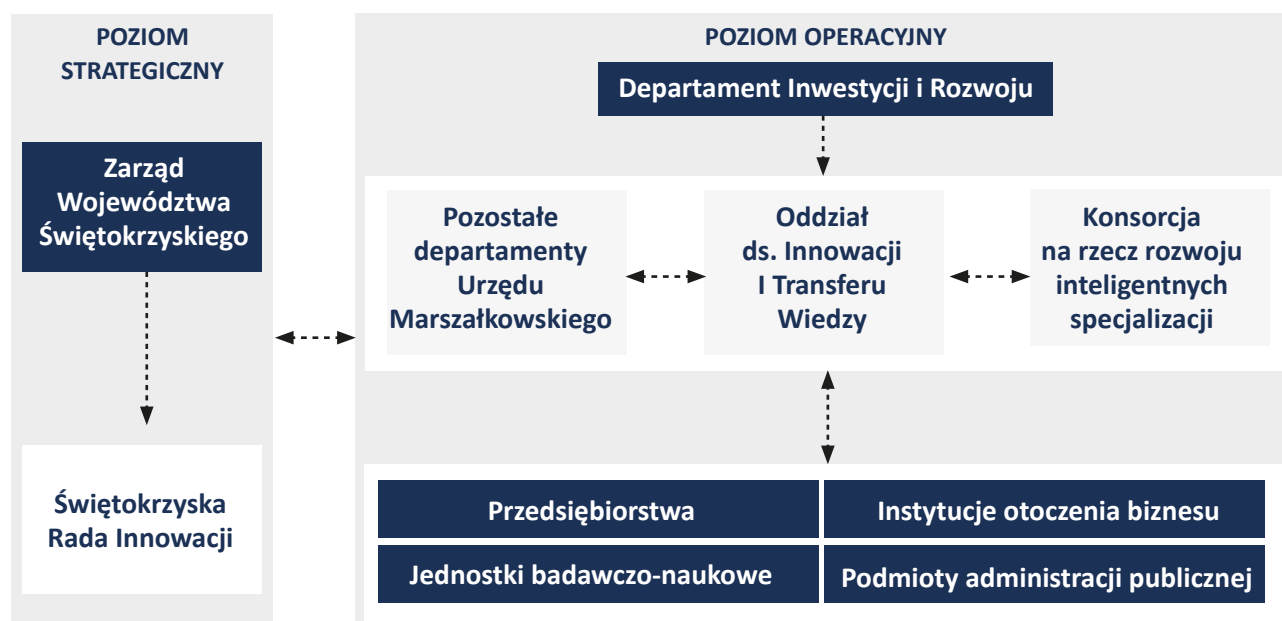 POZIOM
STRATEGICZNY
Zarząd
Województwa
Świętokrzyskiego
Świętokrzyska
Rada Innowacji
POZIOM OPERACYJNY
Departament Inwestycji i Rozwoju
Pozostałe
departamenty
Urzędu
Marszałkowskiego
Oddział
ds. Innowacji
I Transferu
Wiedzy
Konsorcja
na rzecz rozwoju
inteligentnych
specjalizacji
Przedsiębiorstwa
Instytucje otoczenia biznesu
Jednostki badawczo-naukowe
Podmioty administracji publicznej